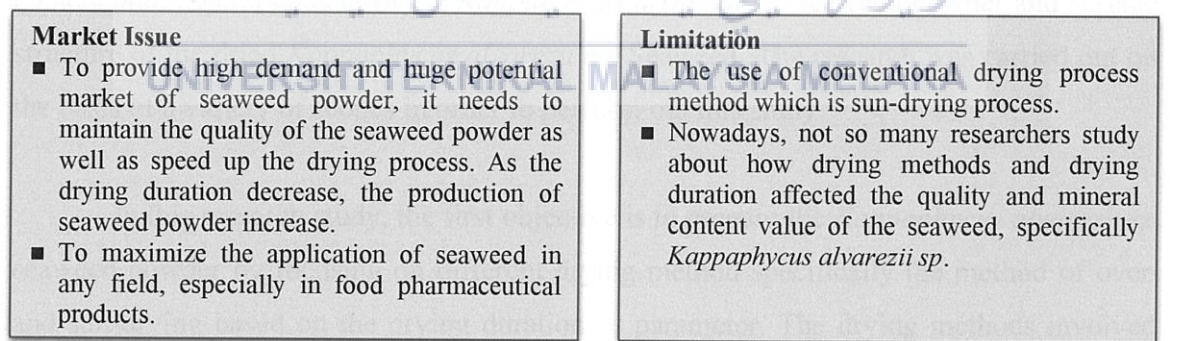 Market Issue
■ To provide high demand and huge potential
market of seaweed powder, it needs to
maintain the quality of the seaweed powder as
well as speed up the drying process. As the
drying duration decrease, the production of
seaweed powder increase.
■ To maximize the application of seaweed in
any field, especially in food pharmaceutical
products.
Limitation
■ The use of conventional drying process
method which is sun-drying process.
■ Nowadays, not so many researchers study
about how drying methods and drying
duration affected the quality and mineral
content value of the seaweed, specifically
Kappaphycus alvarezii sp.
UNIVERSITI TEKNIKAL MALAYSIA MELAKA